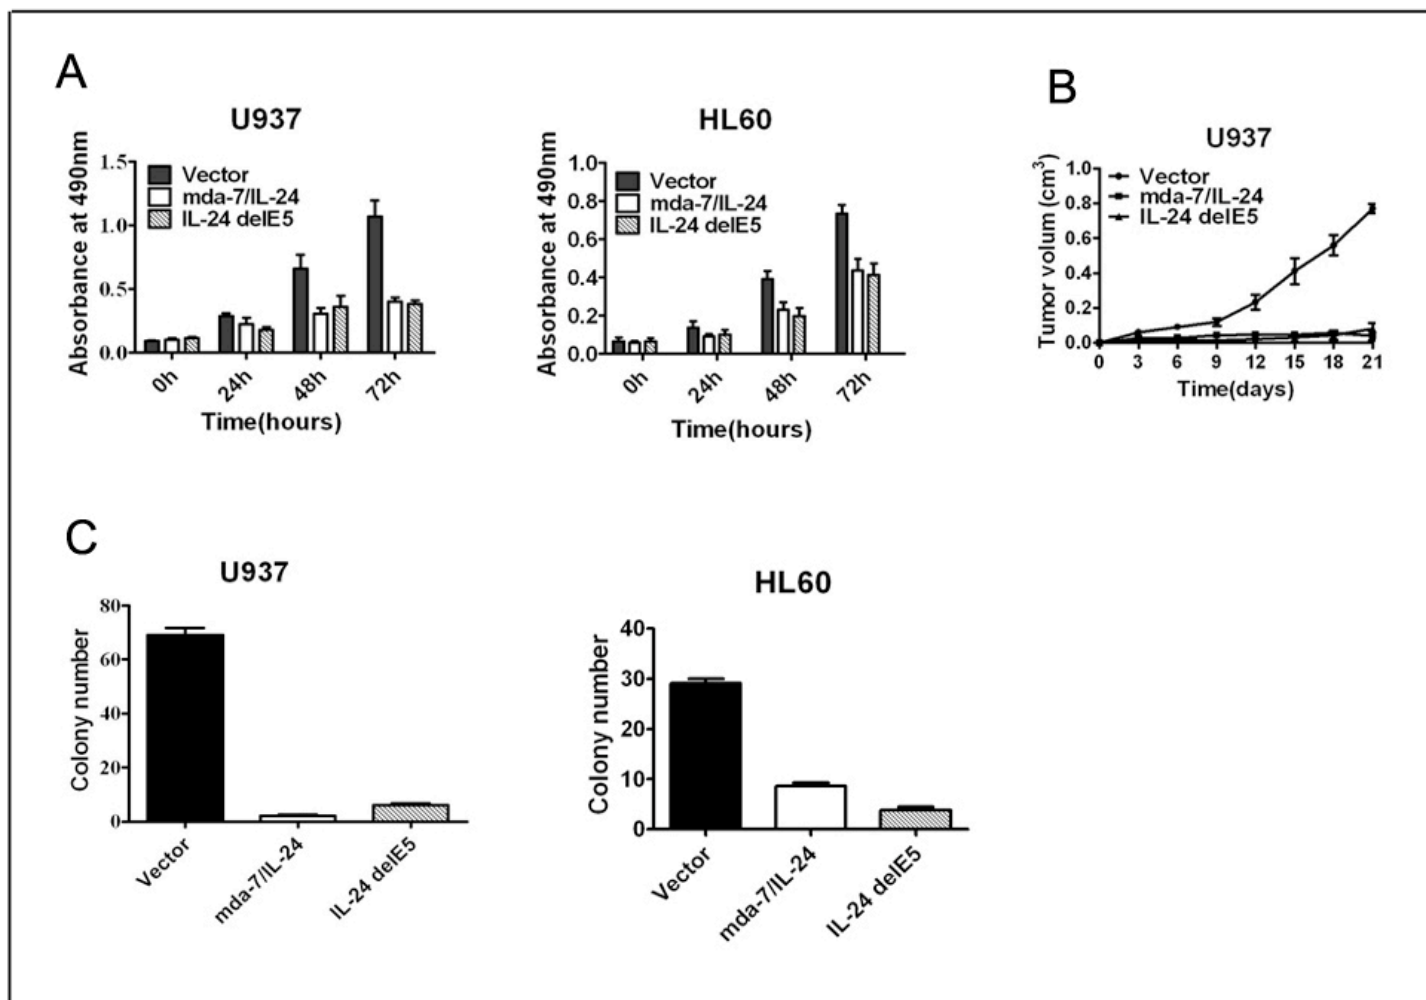 A
U937
Absorbance at 490nm
1.5
1.0
0.5
0.0
Vector
mda-7/IL-24
IL-24 delE5
0h
24h
48h
72h
Time(hours)
HL60
Absorbance at 490nm
1.0
0.8
0.6
0.4
0.2
0.0
Vector
mda-7/IL-24
IL-24 delE5
0h
24h
48h
72h
Time(hours)
B
U937
Tumor volum (cm3)
1.0
0.8
0.6
0.4
0.2
0.0
Vector
mda-7/IL-24
IL-24 delE5
0 3 6 9 12 15 18 21
Time(days)
C
U937
Colony number
80
60
40
20
0
Vector
mda-7/IL-24
IL-24 delE5
HL60
Colony number
40
30
20
10
0
Vector
mda-7/IL-24
IL-24 delE5